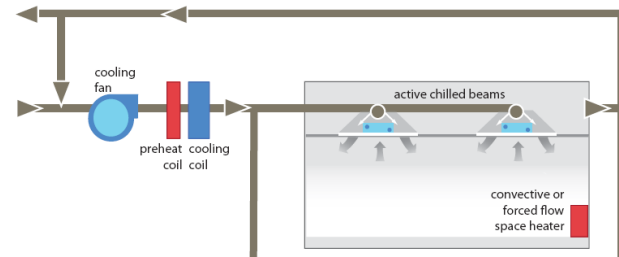 cooling
fan
active chilled beams
preheat
coil
cooling
coil
convective or
forced flow
space heater